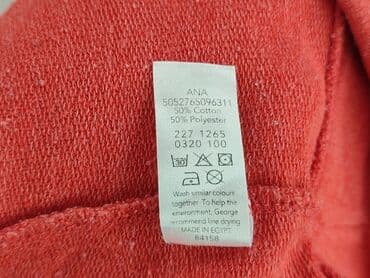 ANA
5052765096311
50% Cotton
50% Polyester
227 1265
0320 100
Wash similar colours
together. To help the
environment, George
recommend line drying.
MADE IN EGYPT
84158